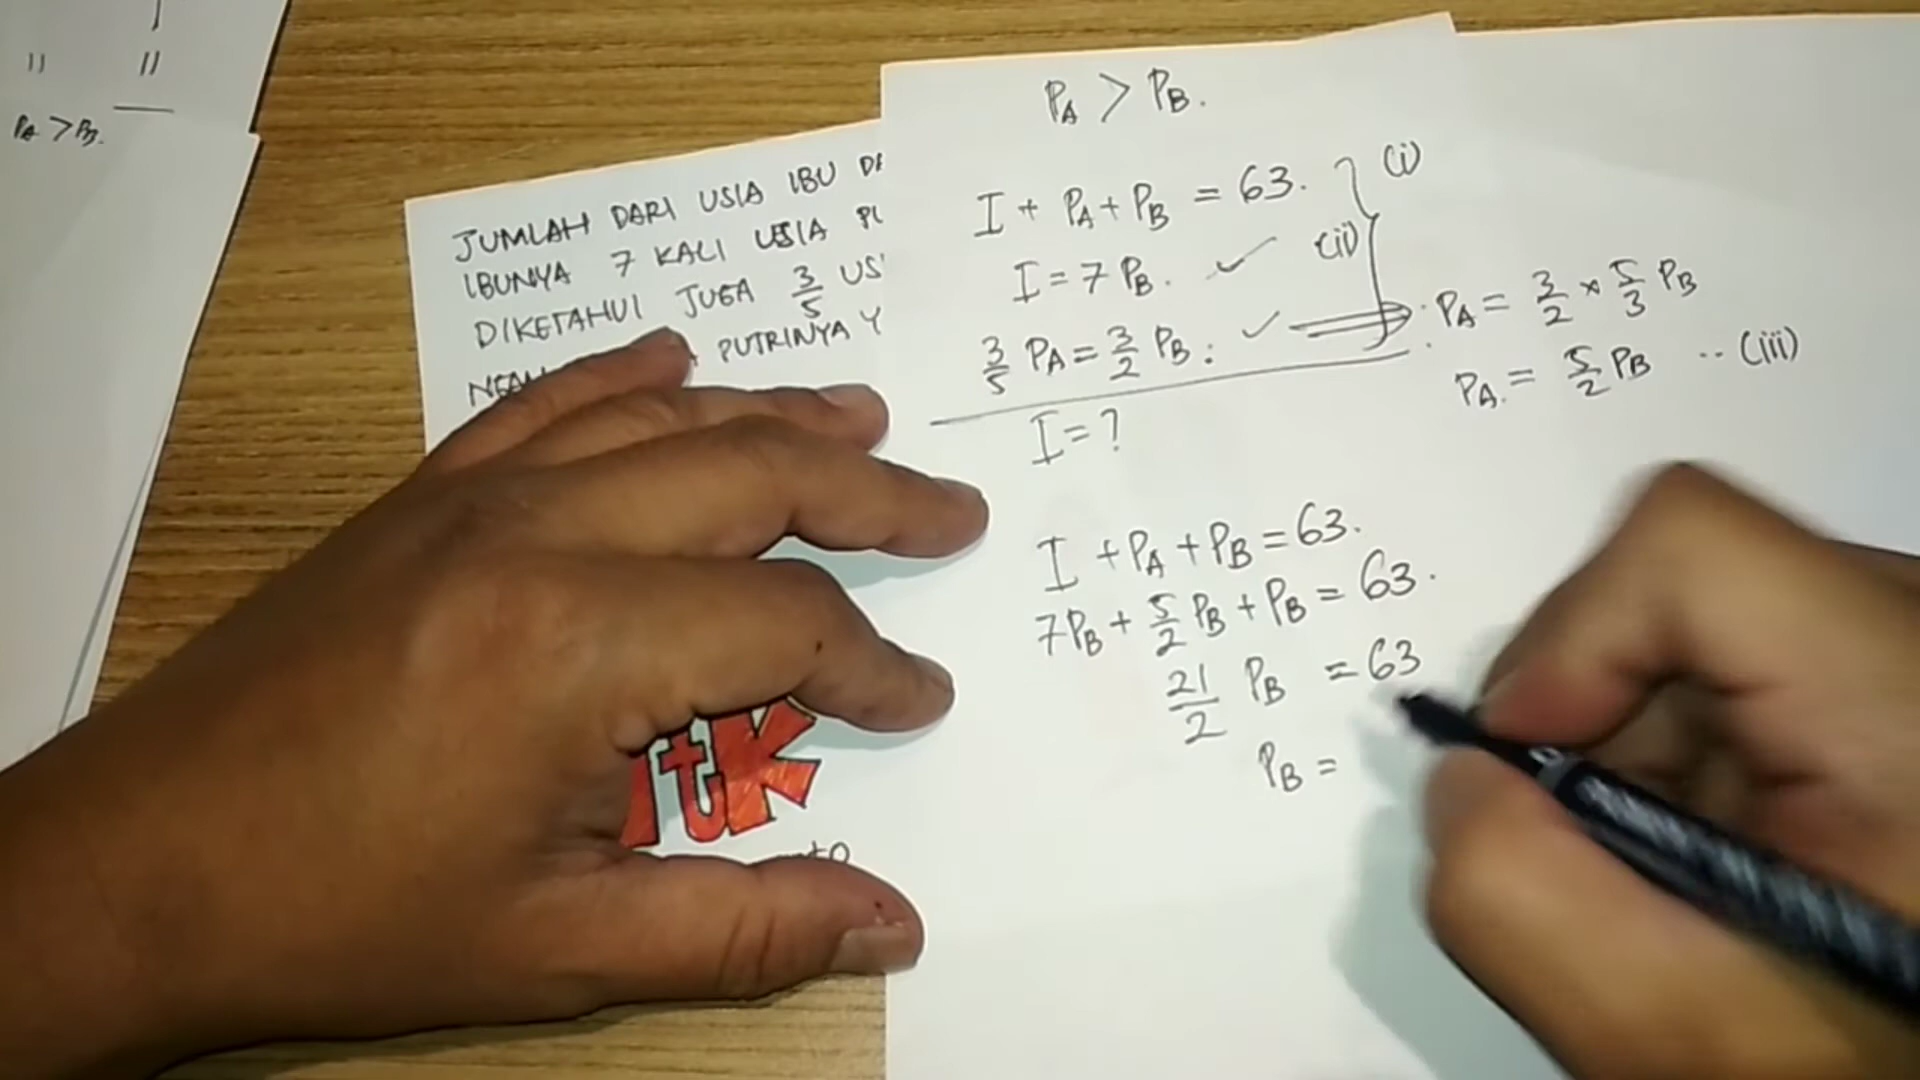 PA > PB.
JUMLAH DARI USIA IBU
IBUNYA 7 KALI USIA
DIKETAHUI JUGA 3/5
PUTRINYA
PA > PB.
I + PA + PB = 63. (i)
I = 7 PB. ✓ (ii)
3/5 PA = 3/2 PB. ✓ ⟹ PA = 3/2 × 5/3 PB
PA = 5/2 PB .. (iii)
I = ?
I + PA + PB = 63.
7PB + 5/2 PB + PB = 63.
21/2 PB = 63
PB =